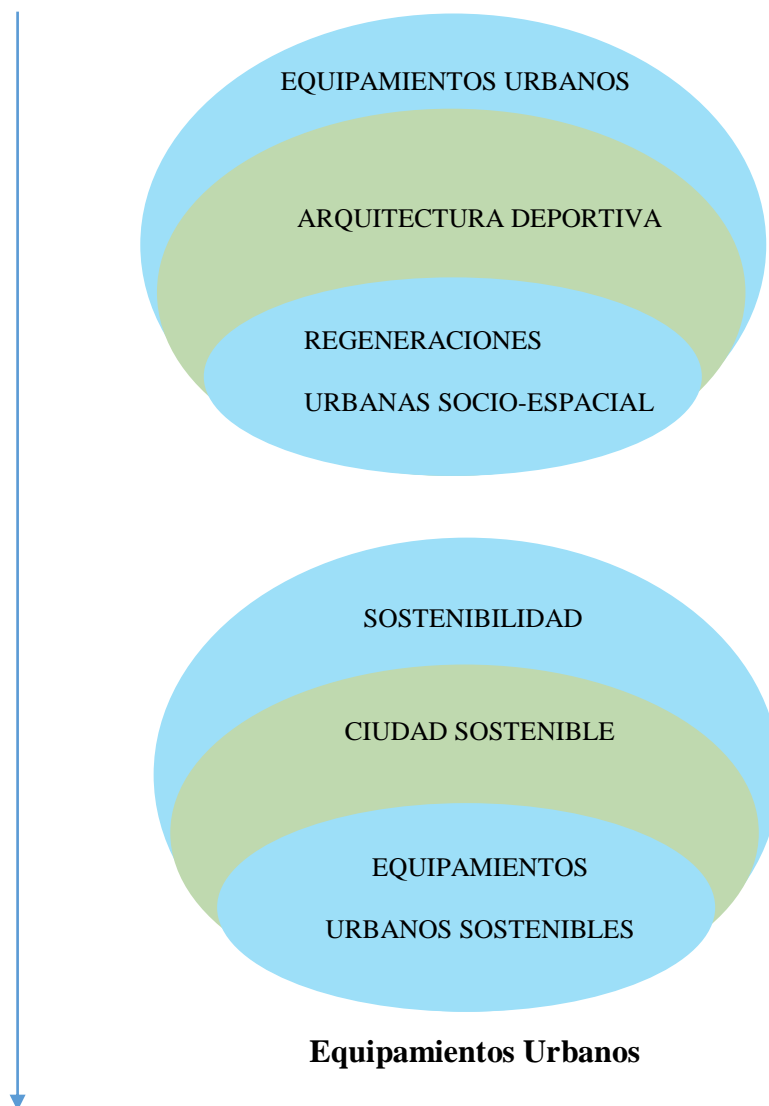 EQUIPAMIENTOS URBANOS
ARQUITECTURA DEPORTIVA
REGENERACIONES
URBANAS SOCIO-ESPACIAL
SOSTENIBILIDAD
CIUDAD SOSTENIBLE
EQUIPAMIENTOS
URBANOS SOSTENIBLES
Equipamientos Urbanos